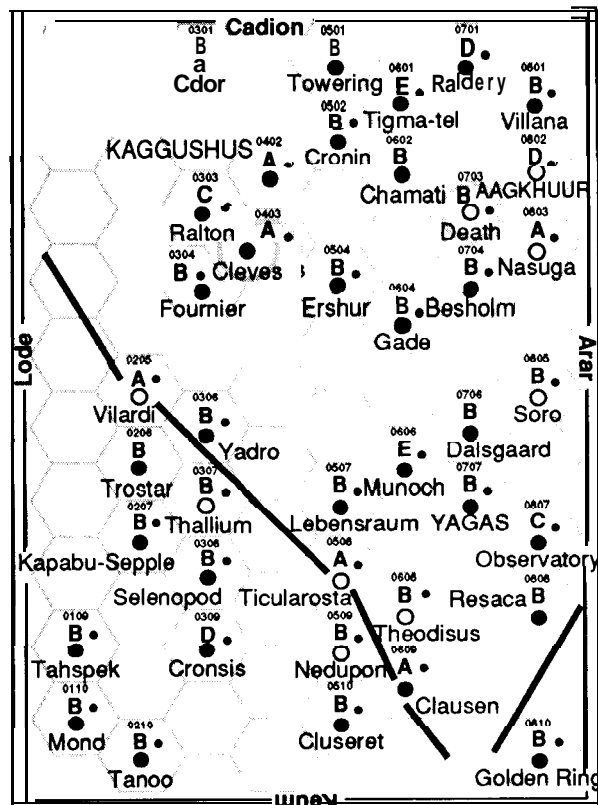 Cadion
0301
B
a
Cdor
0501
B
Towering
0701
D
Raldery
0601
E
Tigma-tel
0801
B
Villana
0502
B
Cronin
KAGGUSHUS
0402
A
0602
B
Chamati
0802
D
AAGKHUUR
0303
C
Ralton
0403
A
Cleves
0703
B
Death
0803
A
Nasuga
0304
B
Fournier
0504
B
Ershur
0604
B
Gade
0704
B
Besholm
Lode
Arar
0205
A
Vilardi
0805
B
Soro
0306
B
Yadro
0706
B
Dalsgaard
0206
B
Trostar
0606
E
Munoch
0307
B
Thallium
0507
B
Lebensraum
0707
B
YAGAS
0207
B
Kapabu-Sepple
0807
C
Observatory
0308
B
Selenopod
0508
A
Ticularosta
0608
B
Theodisus
Resaca
0808
B
0109
B
Tahspek
0309
D
Cronsis
0509
B
Nedupon
0609
A
Clausen
0110
B
Mond
0210
B
Tanoo
0510
B
Cluseret
0810
B
Golden Ring